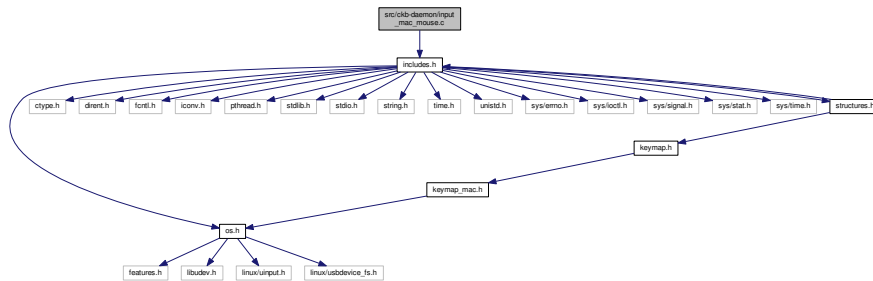 src/ckb-daemon/input
_mac_mouse.c
includes.h
ctype.h
dirent.h
fcntl.h
iconv.h
pthread.h
stdlib.h
stdio.h
string.h
time.h
unistd.h
sys/errno.h
sys/ioctl.h
sys/signal.h
sys/stat.h
sys/time.h
structures.h
keymap.h
keymap_mac.h
os.h
features.h
libudev.h
linux/uinput.h
linux/usbdevice_fs.h